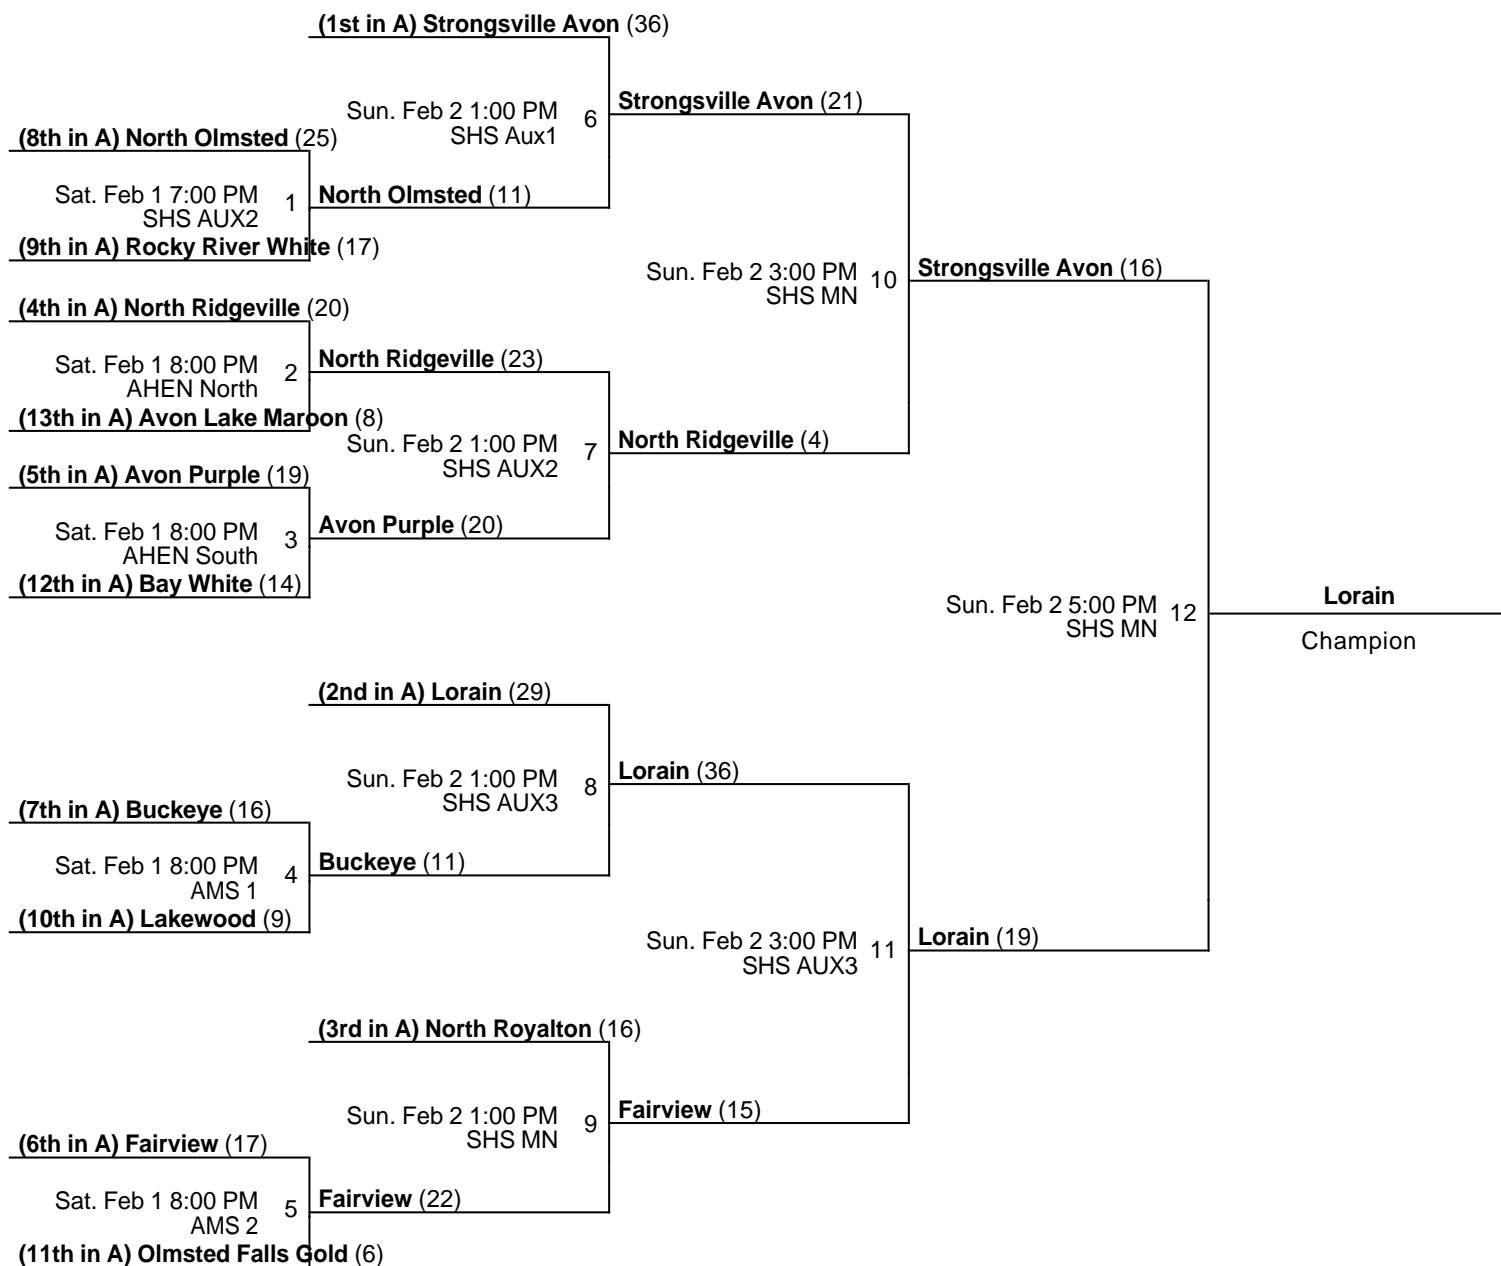 (1st in A) Strongsville Avon (36)
Sun. Feb 2 1:00 PM
SHS Aux1
6
Strongsville Avon (21)
(8th in A) North Olmsted (25)
Sat. Feb 1 7:00 PM
SHS AUX2
1
North Olmsted (11)
(9th in A) Rocky River White (17)
Sun. Feb 2 3:00 PM
SHS MN
10
Strongsville Avon (16)
(4th in A) North Ridgeville (20)
Sat. Feb 1 8:00 PM
AHEN North
2
North Ridgeville (23)
(13th in A) Avon Lake Maroon (8)
Sun. Feb 2 1:00 PM
SHS AUX2
7
North Ridgeville (4)
(5th in A) Avon Purple (19)
Sat. Feb 1 8:00 PM
AHEN South
3
Avon Purple (20)
(12th in A) Bay White (14)
Sun. Feb 2 5:00 PM
SHS MN
12
Lorain
Champion
(2nd in A) Lorain (29)
Sun. Feb 2 1:00 PM
SHS AUX3
8
Lorain (36)
(7th in A) Buckeye (16)
Sat. Feb 1 8:00 PM
AMS 1
4
Buckeye (11)
(10th in A) Lakewood (9)
Sun. Feb 2 3:00 PM
SHS AUX3
11
Lorain (19)
(3rd in A) North Royalton (16)
Sun. Feb 2 1:00 PM
SHS MN
9
Fairview (15)
(6th in A) Fairview (17)
Sat. Feb 1 8:00 PM
AMS 2
5
Fairview (22)
(11th in A) Olmsted Falls Gold (6)